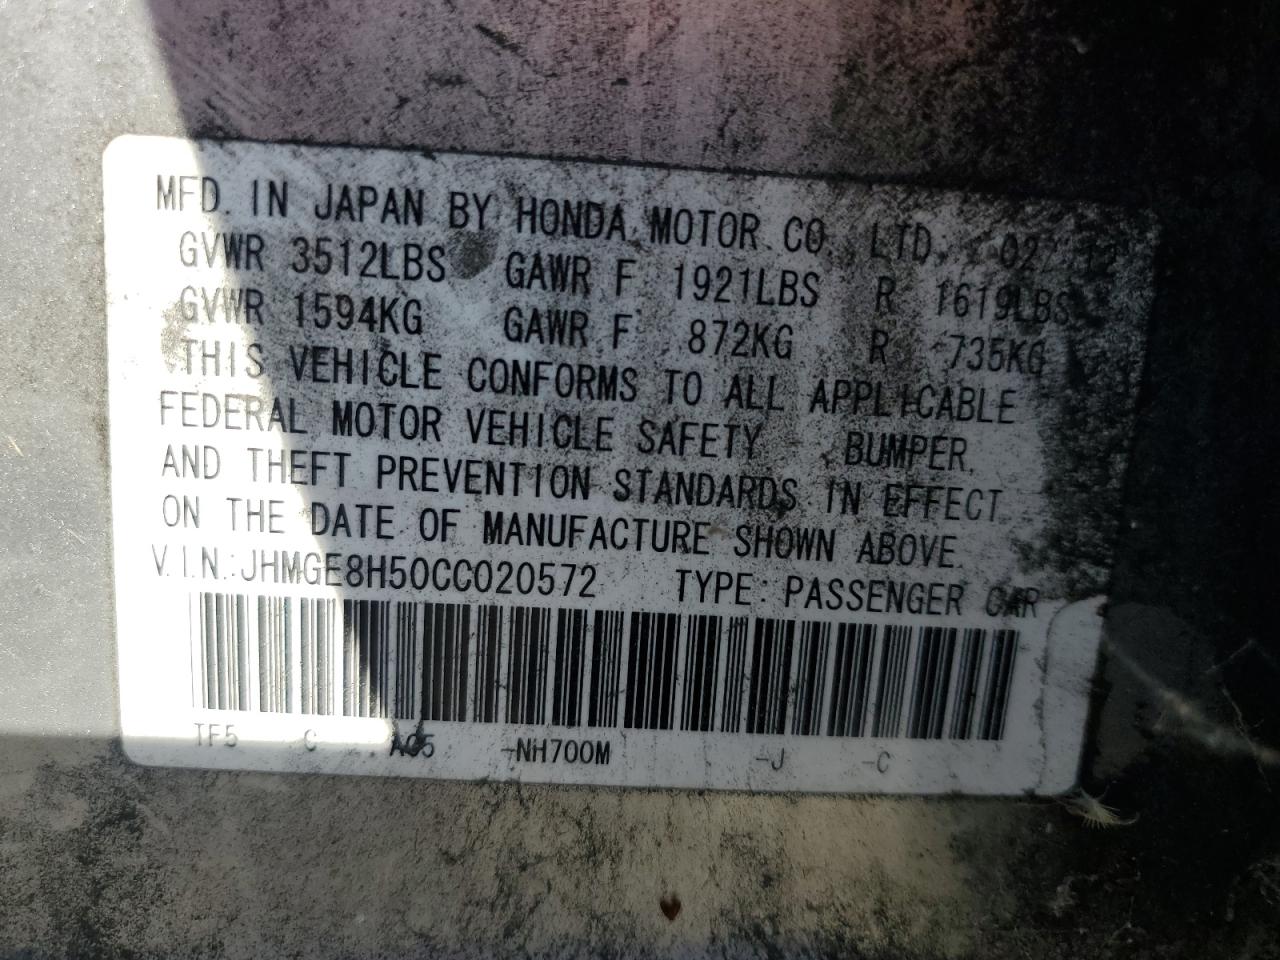 MFD. IN JAPAN BY HONDA MOTOR CO., LTD. 02/12
GVWR 3512LBS GAWR F 1921LBS R 1619LBS
GVWR 1594KG GAWR F 872KG R 735KG
THIS VEHICLE CONFORMS TO ALL APPLICABLE
FEDERAL MOTOR VEHICLE SAFETY BUMPER,
AND THEFT PREVENTION STANDARDS IN EFFECT
ON THE DATE OF MANUFACTURE SHOWN ABOVE.
V.I.N.:JHMGE8H50CC020572 TYPE:PASSENGER CAR
TF5 C A05 -NH700M -J -C